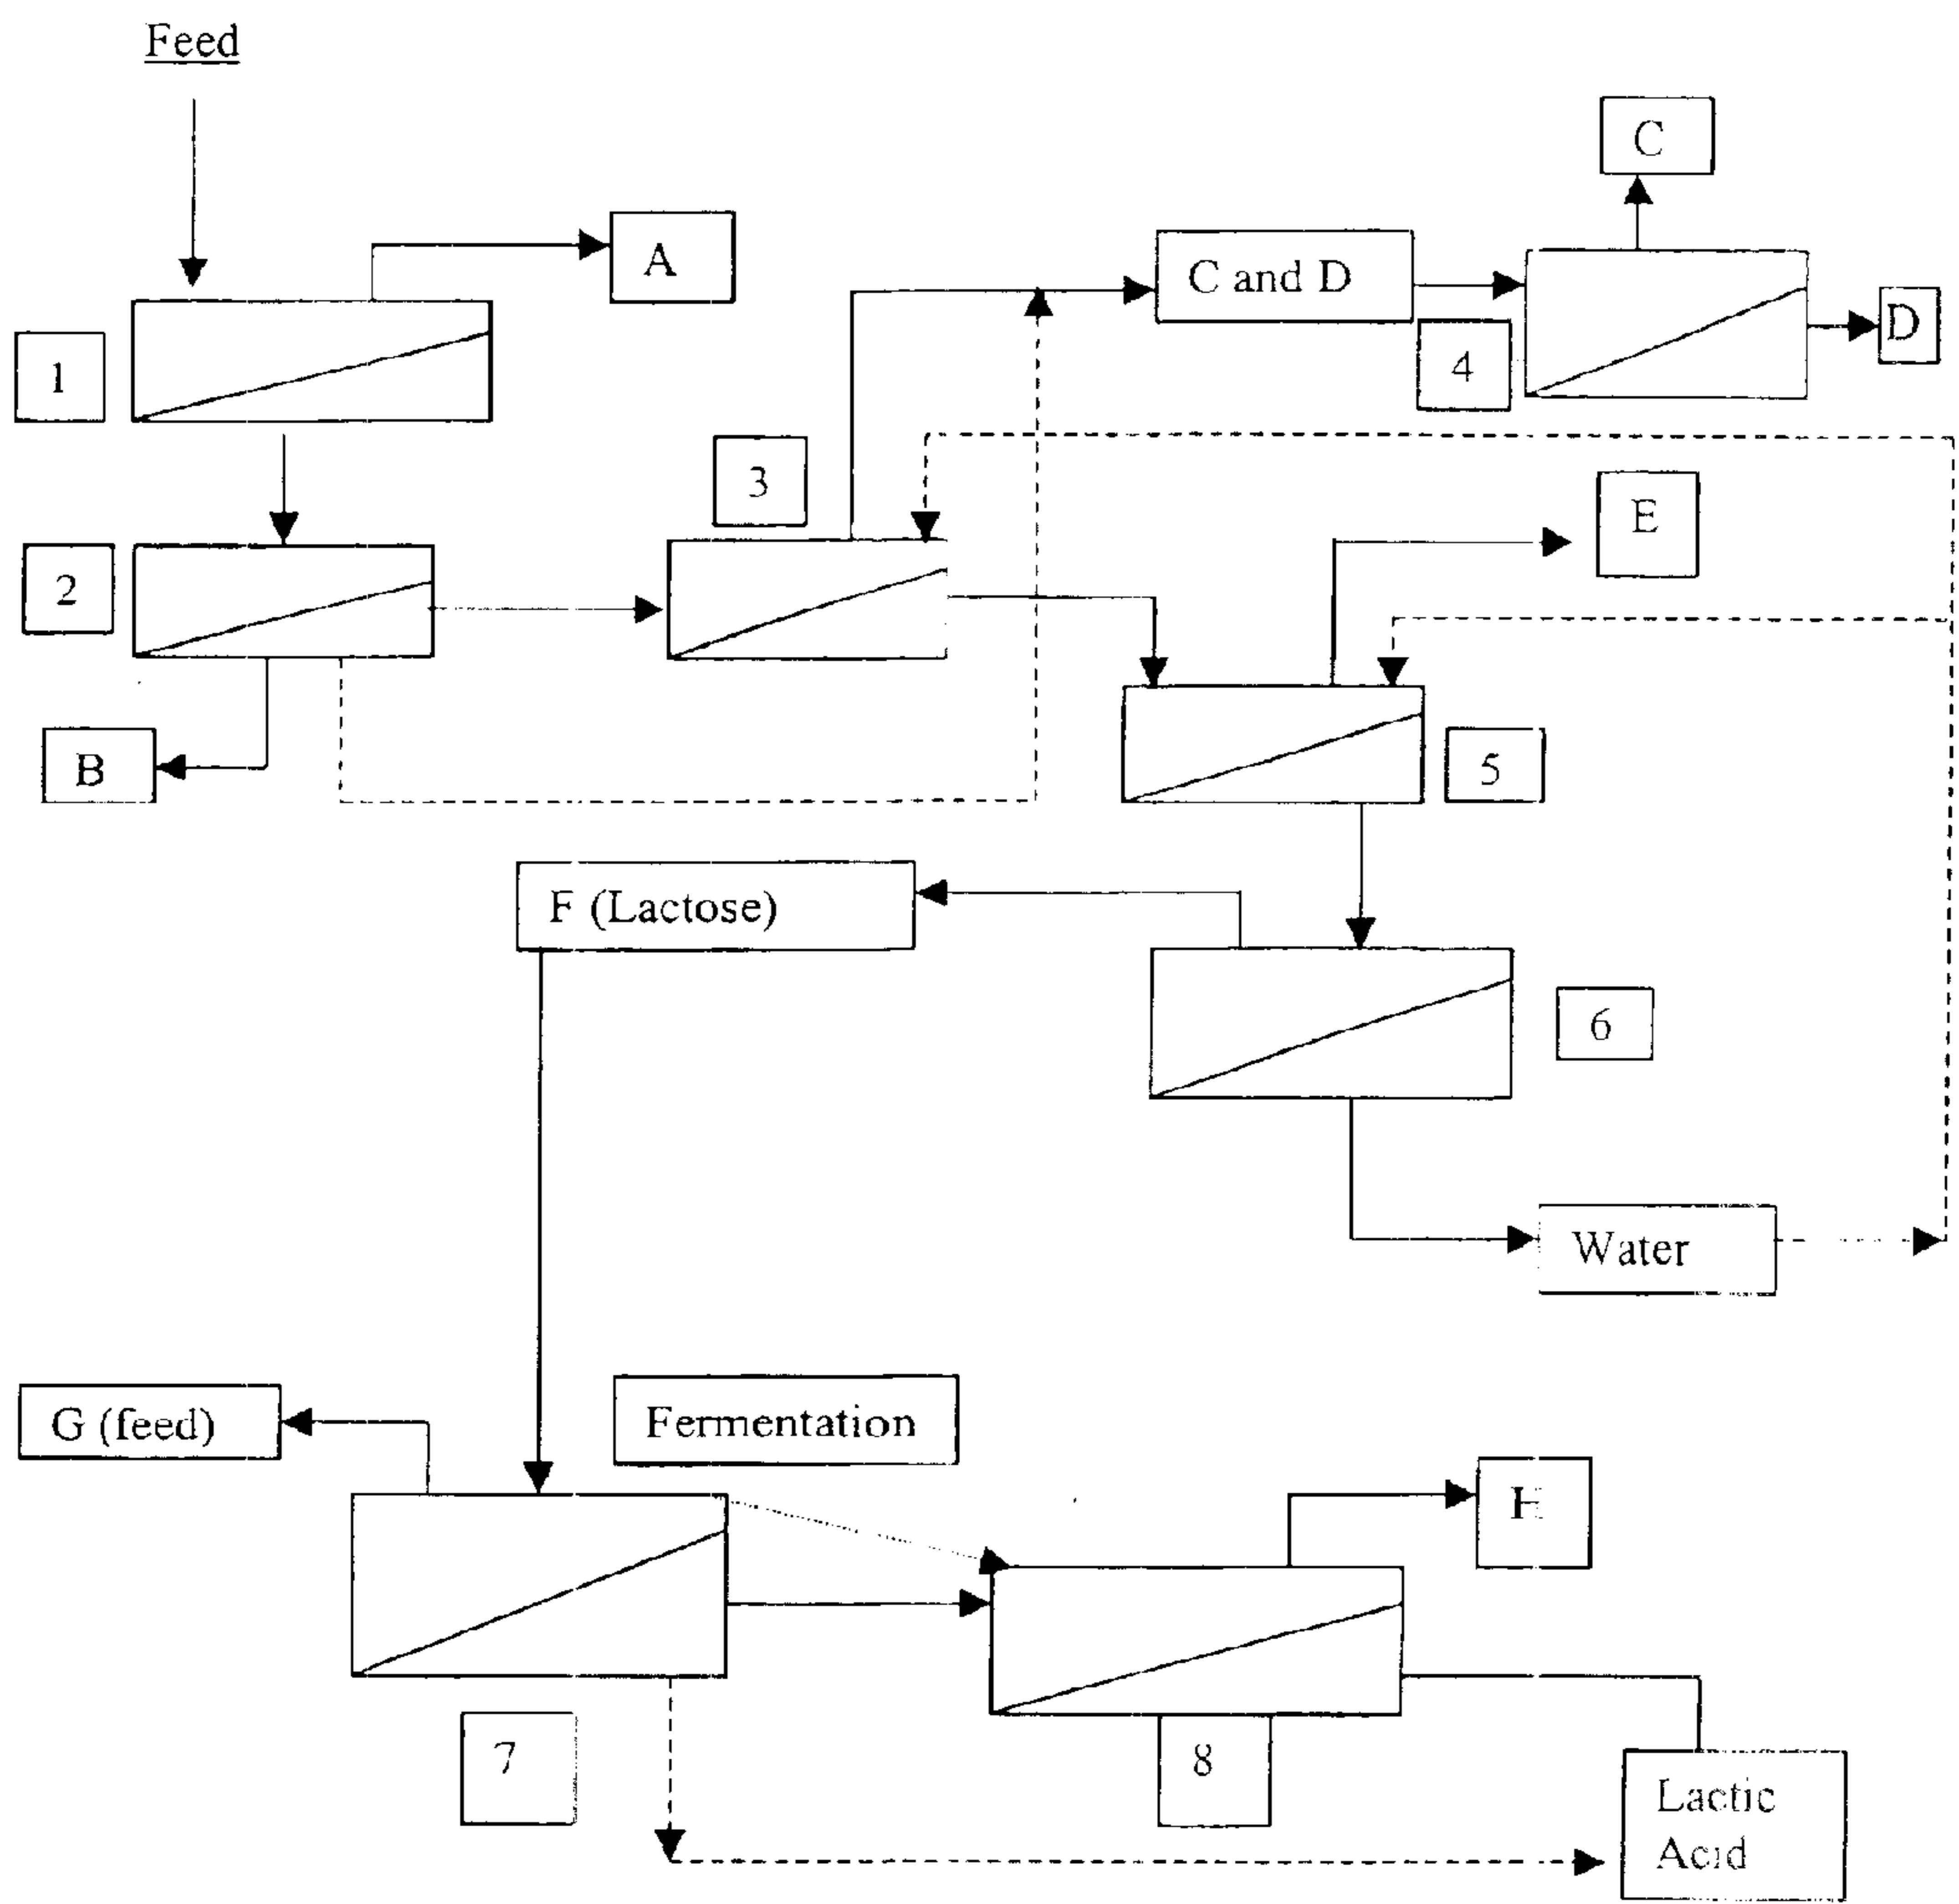 Feed
C
A
C and D
D
1
4
3
E
2
B
5
F (Lactose)
6
Water
G (feed)
Fermentation
H
7
8
Lactic
Acid